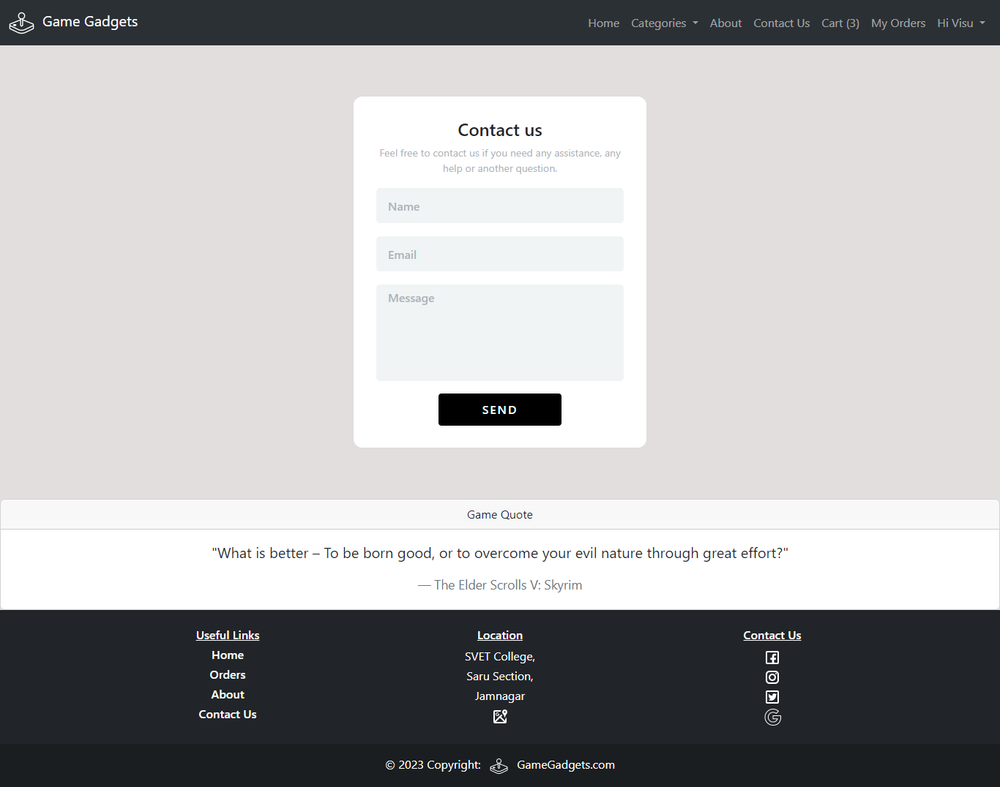 Game Gadgets
Home Categories About Contact Us Cart (3) My Orders Hi Visu
Contact us
Feel free to contact us if you need any assistance, any
help or another question.
Name
Email
Message
SEND
Game Quote
"What is better – To be born good, or to overcome your evil nature through great effort?"
— The Elder Scrolls V: Skyrim
Useful Links
Home
Orders
About
Contact Us
Location
SVET College,
Saru Section,
Jamnagar
Contact Us
© 2023 Copyright: GameGadgets.com